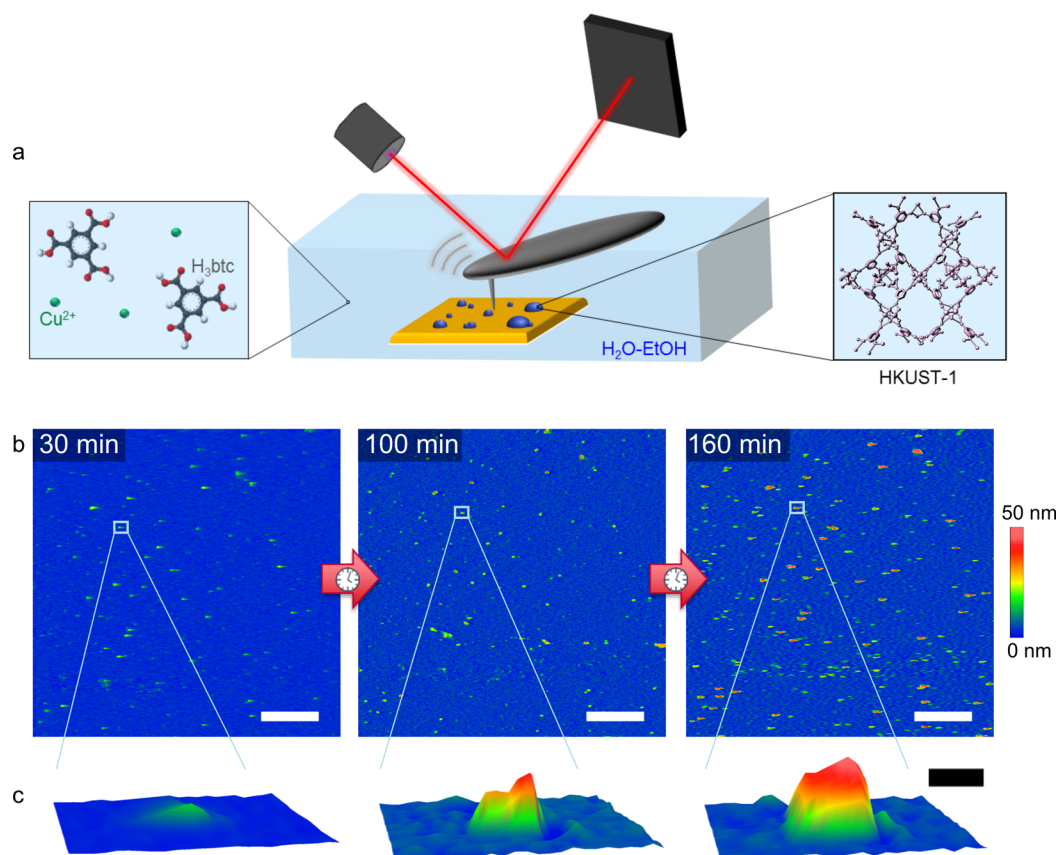 a
H₃btc
Cu²⁺
H₂O-EtOH
HKUST-1
b
30 min
100 min
160 min
50 nm
0 nm
c